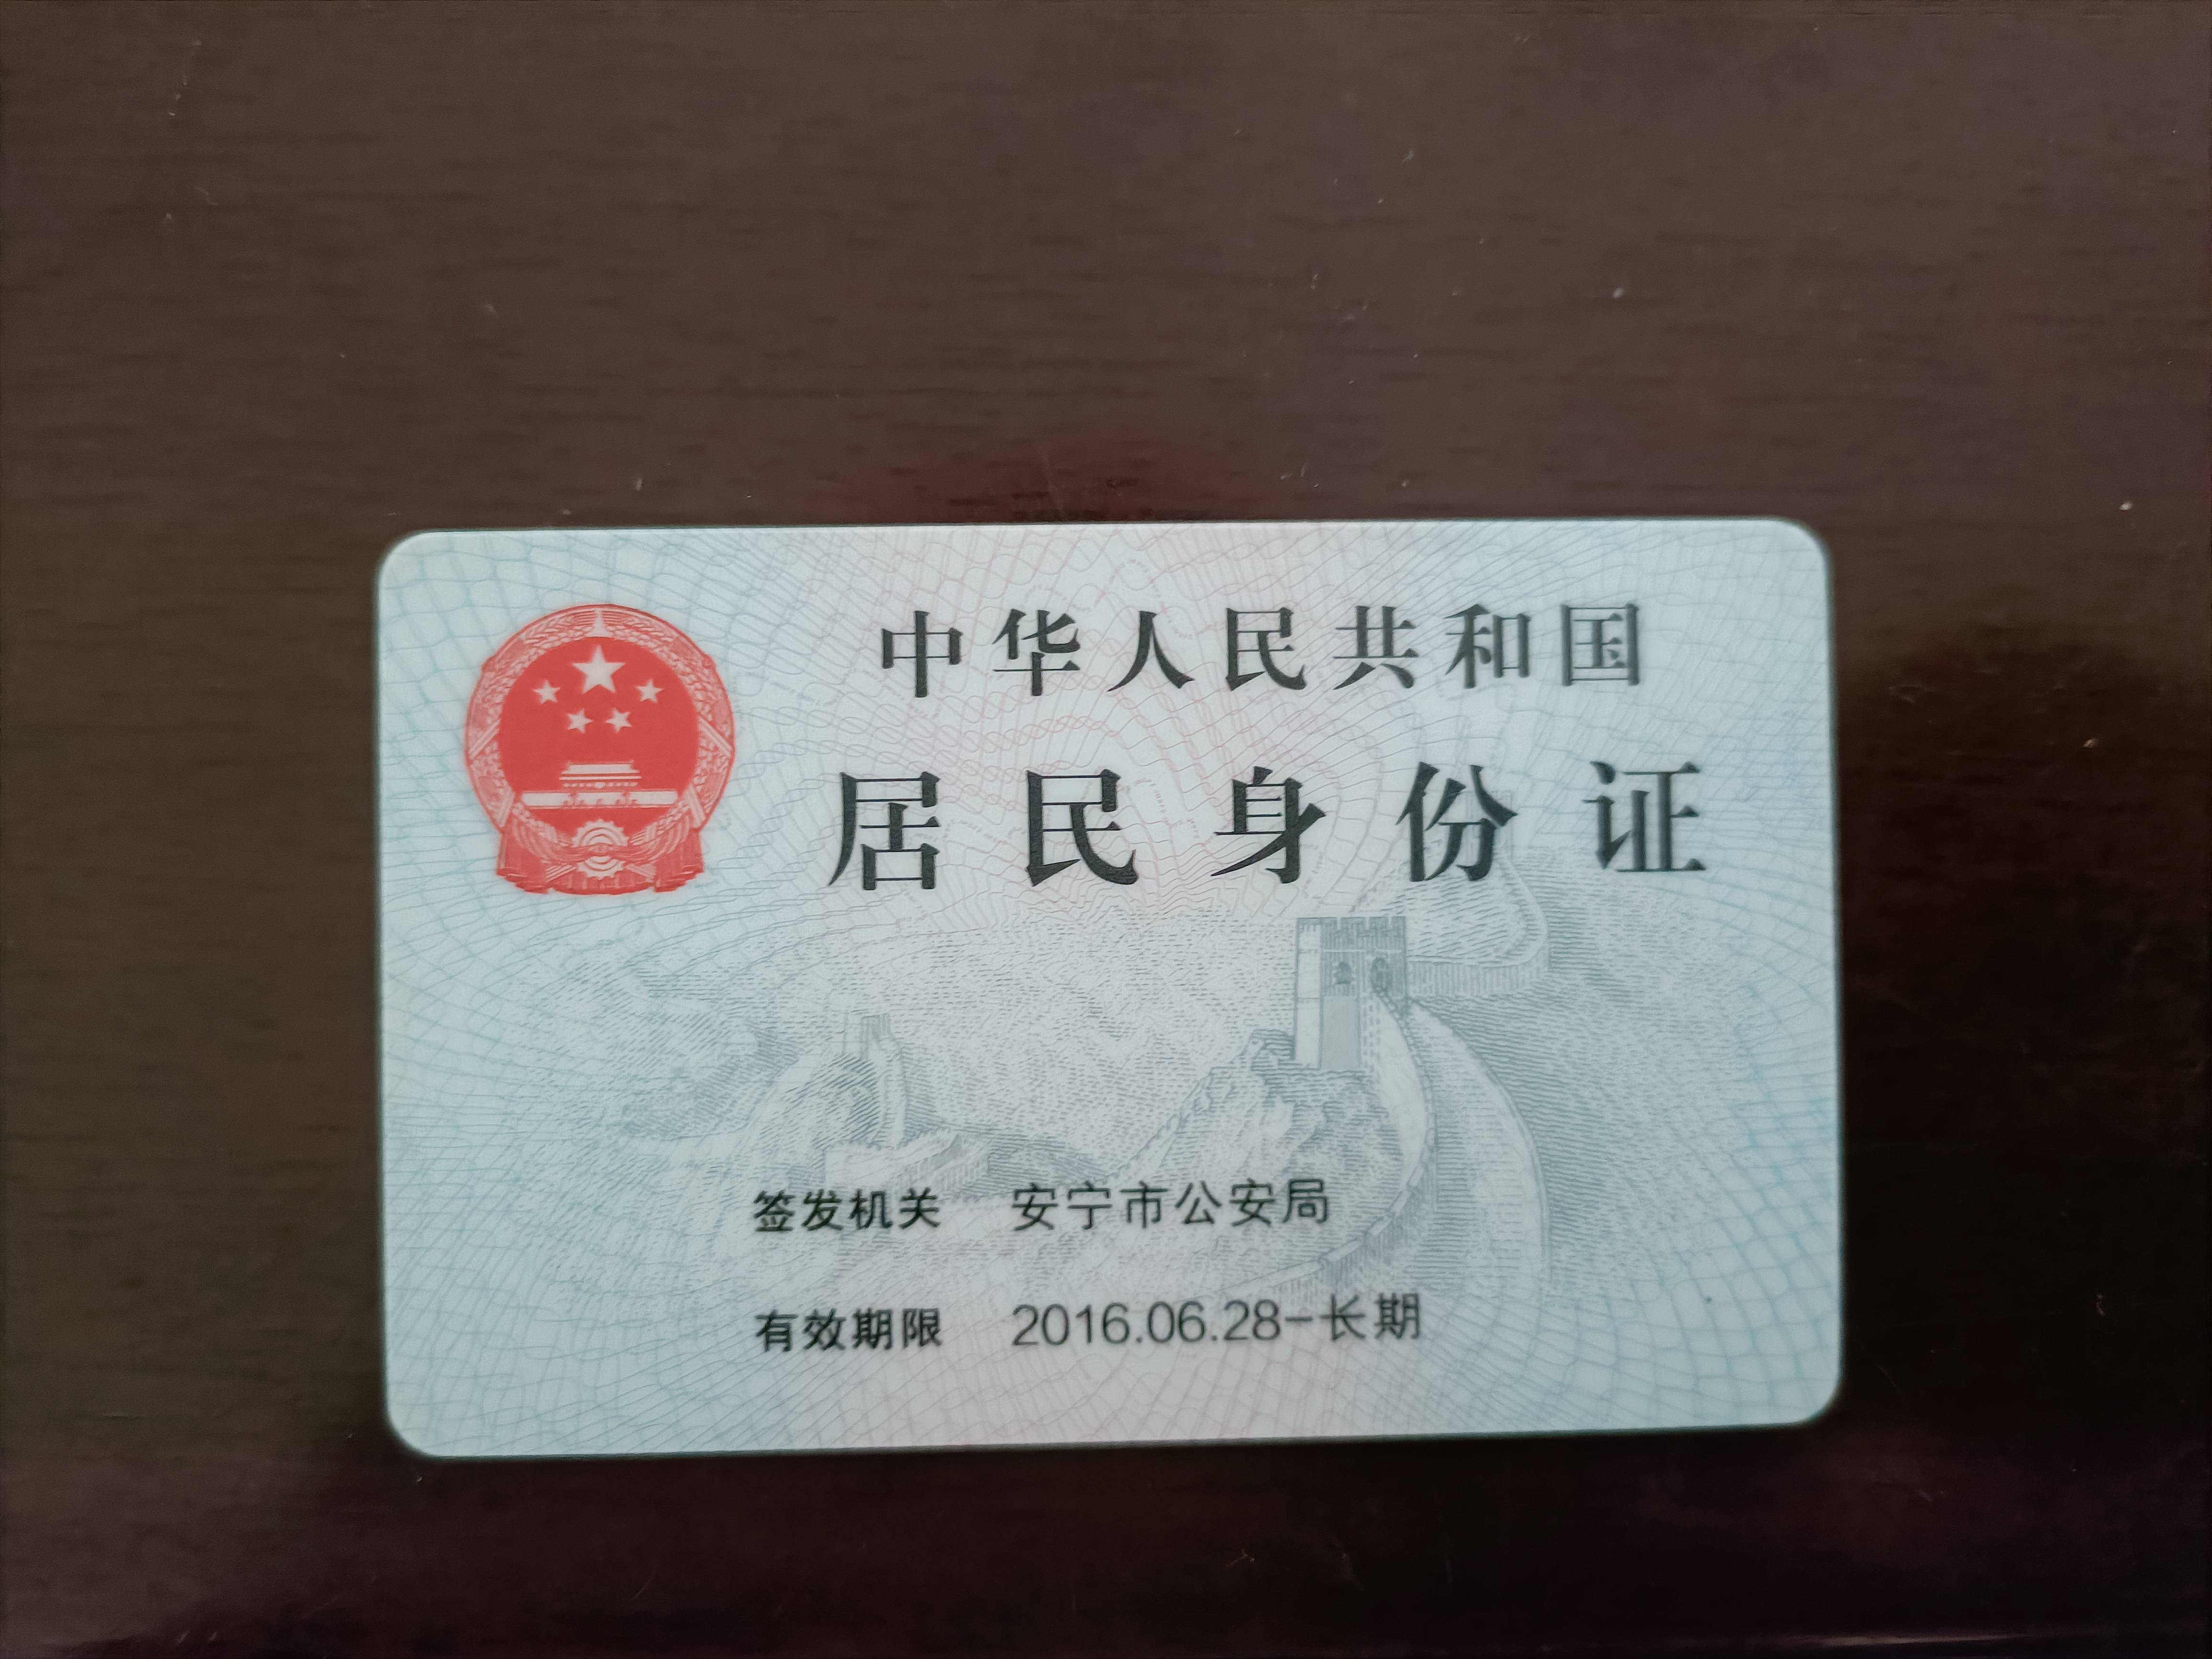 中华人民共和国
居民身份证
签发机关 安宁市公安局
有效期限 2016.06.28-长期